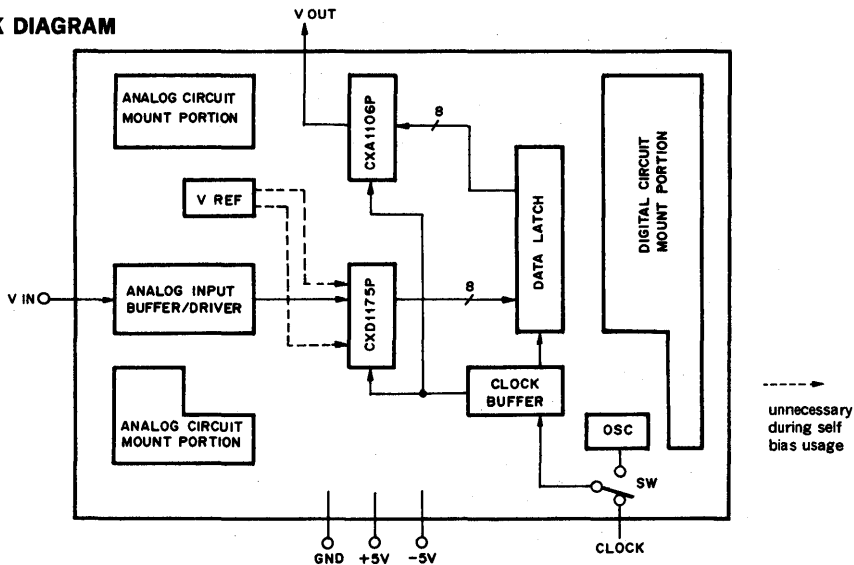 K DIAGRAM
V OUT
ANALOG CIRCUIT
MOUNT PORTION
CXA1106P
8
DIGITAL CIRCUIT
MOUNT PORTION
V REF
DATA LATCH
V IN
ANALOG INPUT
BUFFER/DRIVER
CXD1175P
8
CLOCK
BUFFER
ANALOG CIRCUIT
MOUNT PORTION
OSC
SW
unnecessary
during self
bias usage
GND
+5V
-5V
CLOCK